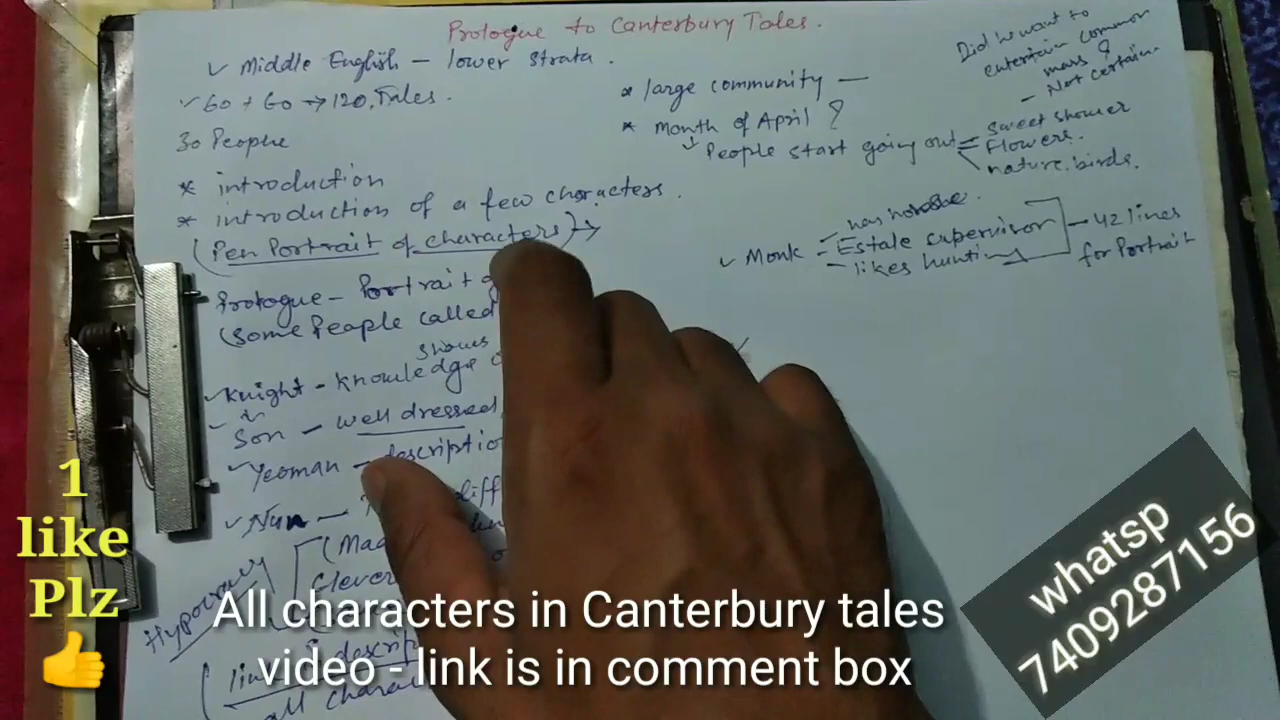 Prologue to Canterbury Tales.
✓ Middle English – lower strata.
✓ 60 + 60 → 120, Tales.
30 People
* introduction
* introduction of a few characters.
(Pen Portrait of characters) →
Prologue – Portrait
(Some People called
shows
✓ Knight – knowledge
Son – well dressed
✓ Yeoman – descriptio
✓ Nun –
Clever
Hypocrisy
all
* large community –
* Month of April ?
↓ People start going out
sweet shower
Flowers.
nature. birds.
Did he want to
entertain common
mass ?
– Not certain.
✓ Monk
– Estate supervisor
– likes hunting
– 42 lines
for Portrait
1
like
Plz
👍
All characters in Canterbury tales
video - link is in comment box
whatsp
7409287156